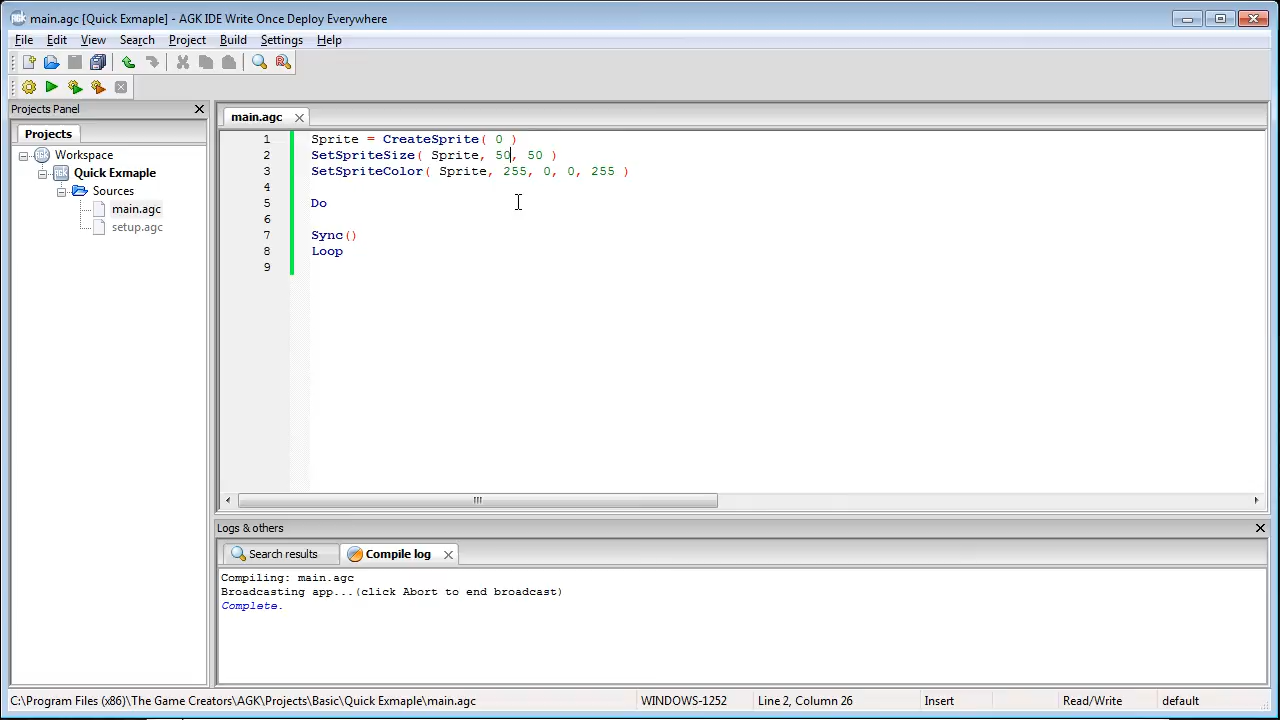 main.agc [Quick Exmaple] - AGK IDE Write Once Deploy Everywhere
File Edit View Search Project Build Settings Help
Projects Panel
Projects
Workspace
Quick Exmaple
Sources
main.agc
setup.agc
main.agc
1 Sprite = CreateSprite( 0 )
2 SetSpriteSize( Sprite, 50, 50 )
3 SetSpriteColor( Sprite, 255, 0, 0, 255 )
4
5 Do
6
7 Sync()
8 Loop
9
Logs & others
Search results Compile log
Compiling: main.agc
Broadcasting app...(click Abort to end broadcast)
Complete.
C:\Program Files (x86)\The Game Creators\AGK\Projects\Basic\Quick Exmaple\main.agc WINDOWS-1252 Line 2, Column 26 Insert Read/Write default